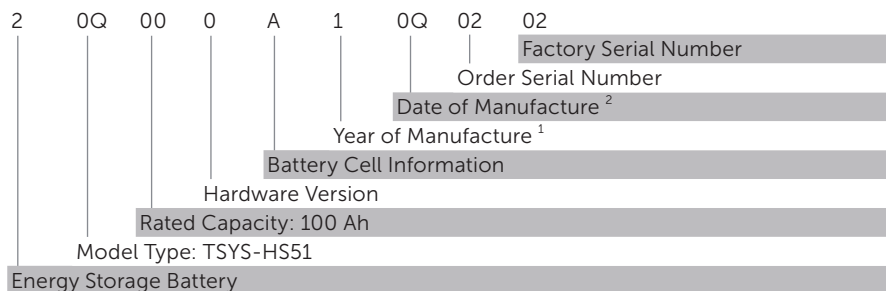 2 0Q 00 0 A 1 0Q 02 02
Factory Serial Number
Order Serial Number
Date of Manufacture ²
Year of Manufacture ¹
Battery Cell Information
Hardware Version
Rated Capacity: 100 Ah
Model Type: TSYS-HS51
Energy Storage Battery